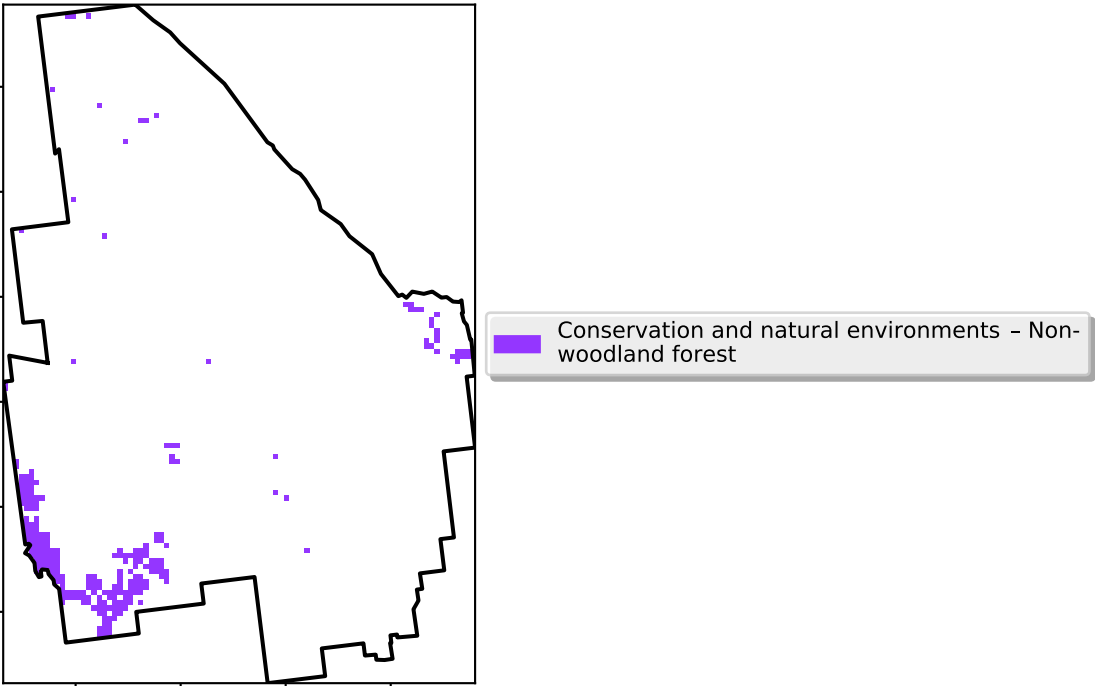 Conservation and natural environments – Non-
woodland forest